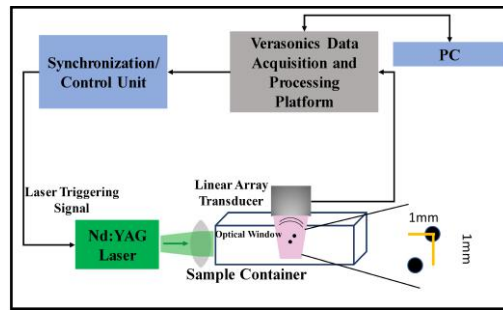 Synchronization/
Control Unit
Verasonics Data
Acquisition and
Processing
Platform
PC
Laser Triggering
Signal
Linear Array
Transducer
Nd:YAG
Laser
Optical Window
Sample Container
1mm
1mm